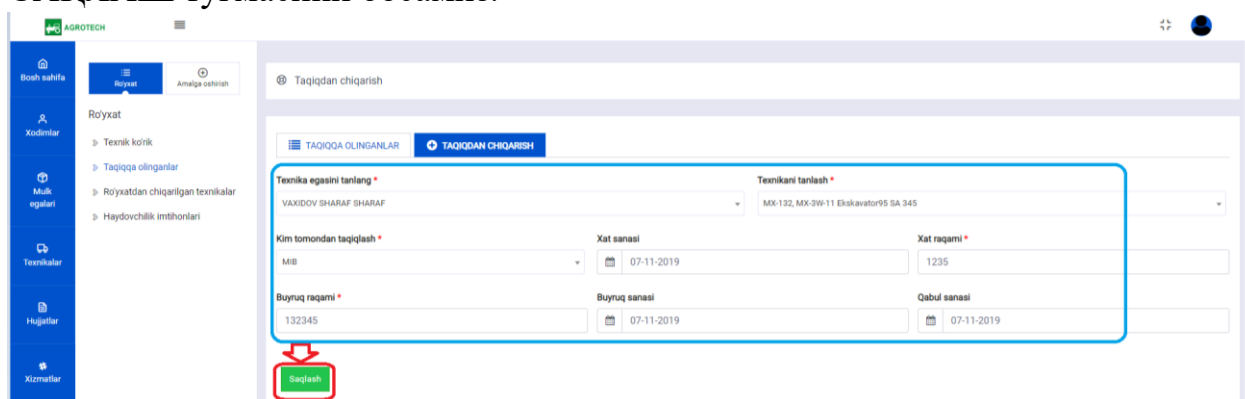 САҚЛАШ тугмасини босамиз.
AGROTECH
Bosh sahifa
Ro'yxat
Amalga oshirish
Taqiqdan chiqarish
Xodimlar
Ro'yxat
Texnik ko'rik
TAQIQQA OLINGANLAR
TAQIQDAN CHIQARISH
Taqiqqa olinganlar
Mulk egalari
Ro'yxatdan chiqarilgan texnikalar
Haydovchilik imtihonlari
Texnika egasini tanlang *
Texnikani tanlash *
VAXIDOV SHARAF SHARAF
MX-132, MX-3W-11 Ekskavator95 SA 345
Texnikalar
Kim tomondan taqiqlash *
Xat sanasi
Xat raqami *
MIB
07-11-2019
1235
Hujjatlar
Buyruq raqami *
Buyruq sanasi
Qabul sanasi
132345
07-11-2019
07-11-2019
Xizmatlar
Saqlash